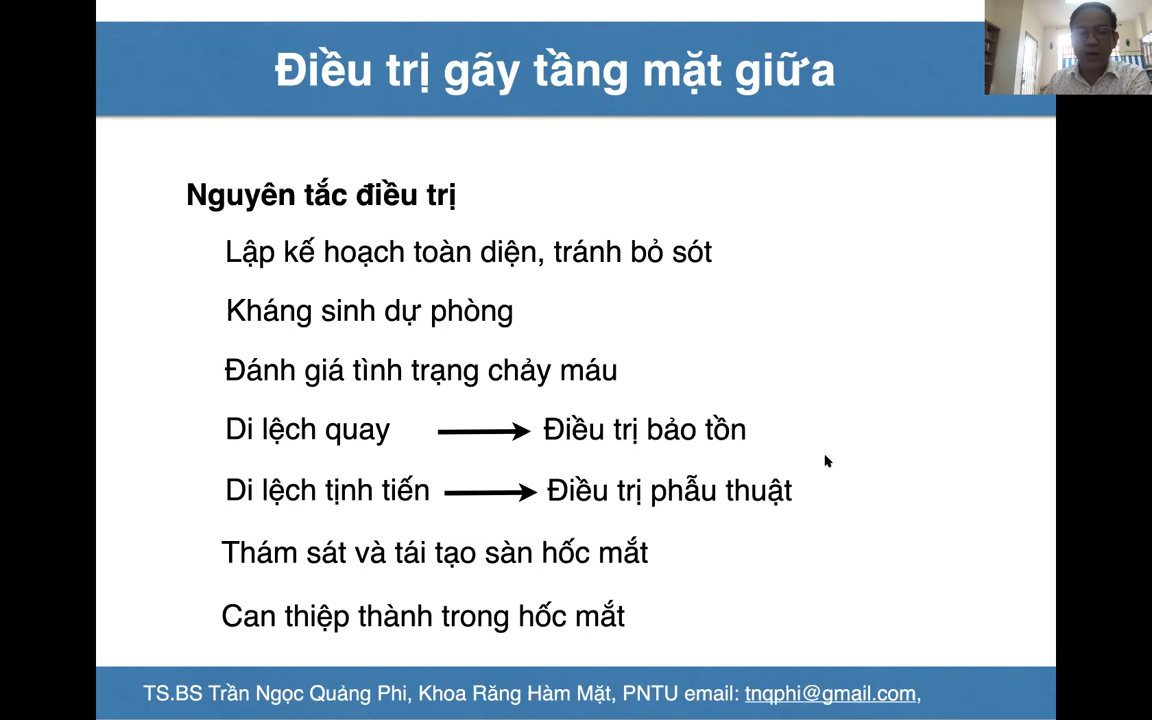 Điều trị gãy tầng mặt giữa
Nguyên tắc điều trị
Lập kế hoạch toàn diện, tránh bỏ sót
Kháng sinh dự phòng
Đánh giá tình trạng chảy máu
Di lệch quay → Điều trị bảo tồn
Di lệch tịnh tiến → Điều trị phẫu thuật
Thám sát và tái tạo sàn hốc mắt
Can thiệp thành trong hốc mắt
TS.BS Trần Ngọc Quảng Phi, Khoa Răng Hàm Mặt, PNTU email: tnqphi@gmail.com,